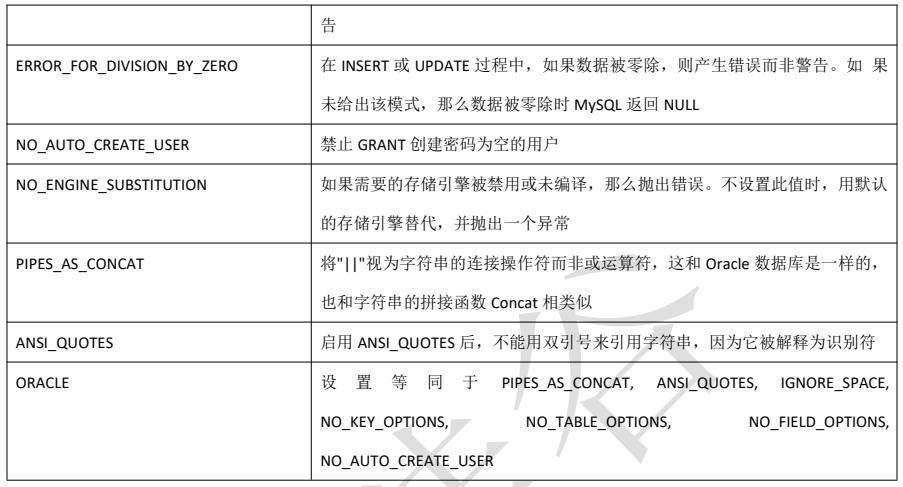 告
ERROR_FOR_DIVISION_BY_ZERO 在 INSERT 或 UPDATE 过程中，如果数据被零除，则产生错误而非警告。如 果
未给出该模式，那么数据被零除时 MySQL 返回 NULL
NO_AUTO_CREATE_USER 禁止 GRANT 创建密码为空的用户
NO_ENGINE_SUBSTITUTION 如果需要的存储引擎被禁用或未编译，那么抛出错误。不设置此值时，用默认
的存储引擎替代，并抛出一个异常
PIPES_AS_CONCAT 将"||"视为字符串的连接操作符而非或运算符，这和 Oracle 数据库是一样的，
也和字符串的拼接函数 Concat 相类似
ANSI_QUOTES 启用 ANSI_QUOTES 后，不能用双引号来引用字符串，因为它被解释为识别符
ORACLE 设 置 等 同 于 PIPES_AS_CONCAT, ANSI_QUOTES, IGNORE_SPACE,
NO_KEY_OPTIONS, NO_TABLE_OPTIONS, NO_FIELD_OPTIONS,
NO_AUTO_CREATE_USER